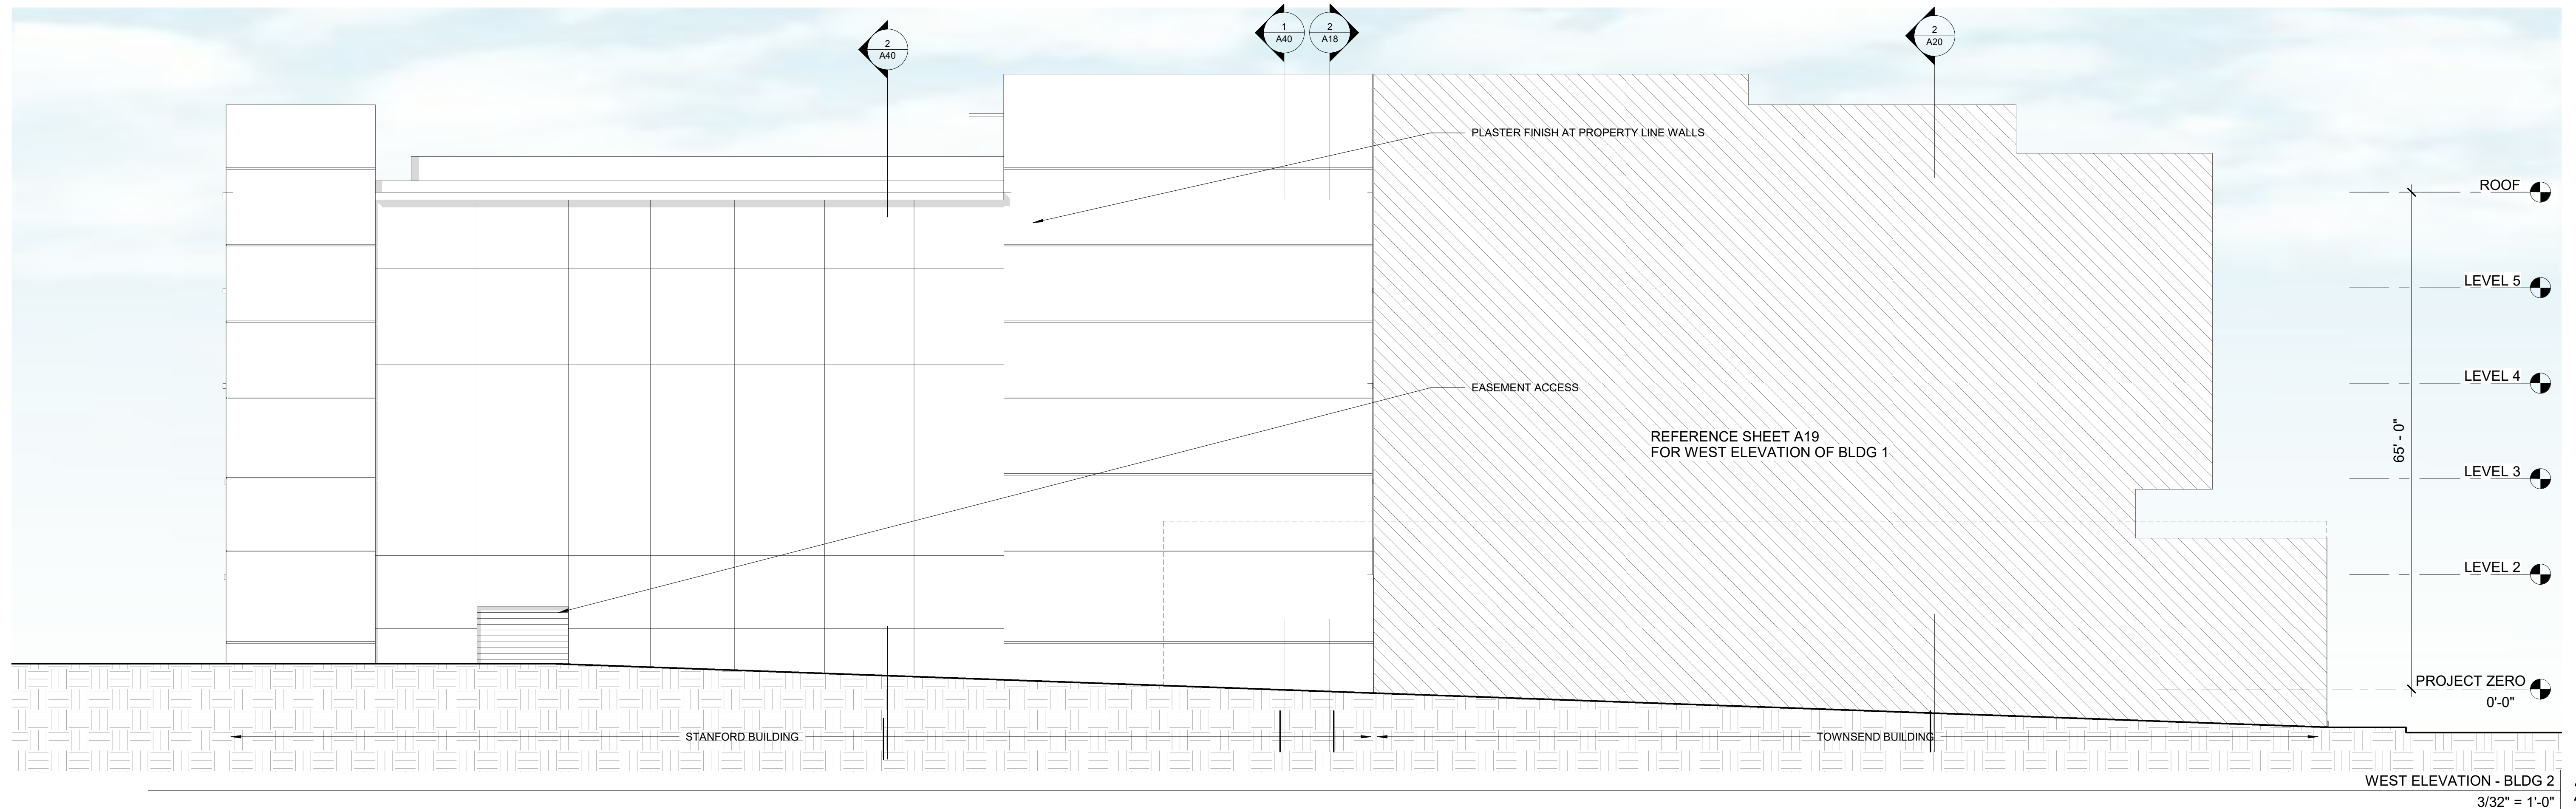 2
A40
1
A40
2
A18
2
A20
PLASTER FINISH AT PROPERTY LINE WALLS
ROOF
LEVEL 5
LEVEL 4
EASEMENT ACCESS
REFERENCE SHEET A19
FOR WEST ELEVATION OF BLDG 1
65' - 0"
LEVEL 3
LEVEL 2
PROJECT ZERO
0'-0"
STANFORD BUILDING
TOWNSEND BUILDING
WEST ELEVATION - BLDG 2
3/32" = 1'-0"